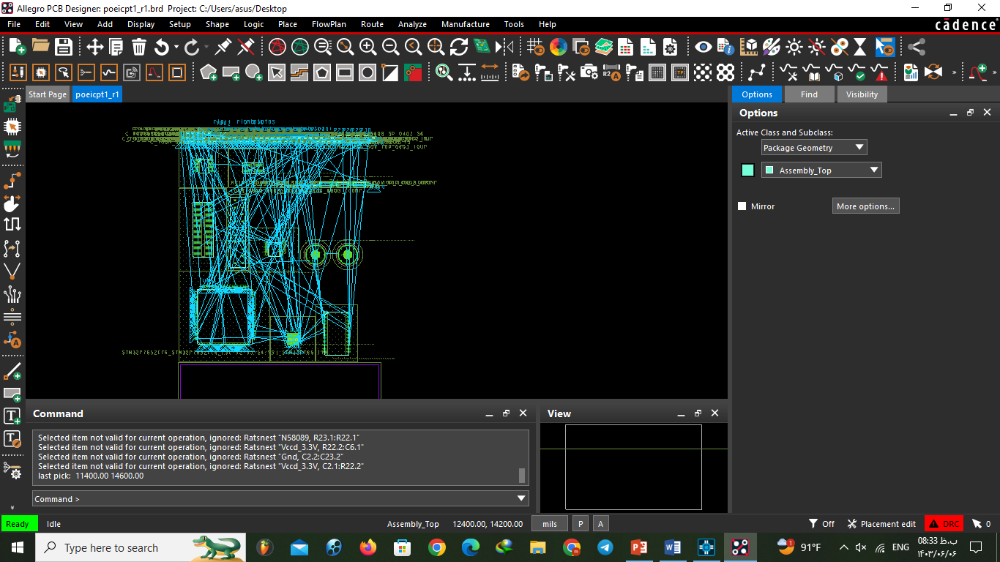 Allegro PCB Designer: poeicpt1_r1.brd  Project: C:/Users/asus/Desktop
File Edit View Add Display Setup Shape Logic Place FlowPlan Route Analyze Manufacture Tools Help
cādence
Start Page poeicpt1_r1
Options Find Visibility
Options
Active Class and Subclass:
Package Geometry
Assembly_Top
Mirror More options...
Command
Selected item not valid for current operation, ignored: Ratsnest "N58089, R23.1:R22.1"
Selected item not valid for current operation, ignored: Ratsnest "Vccd_3.3V, R22.2:C6.1"
Selected item not valid for current operation, ignored: Ratsnest "Gnd, C2.2:C23.2"
Selected item not valid for current operation, ignored: Ratsnest "Vccd_3.3V, C2.1:R22.2"
last pick:  11400.00 14600.00
Command >
View
Ready Idle Assembly_Top 12400.00, 14200.00 mils P A Off Placement edit DRC 0
Type here to search
91°F ENG
08:33 ب.ظ
۱۴۰۳/۰۶/۰۶